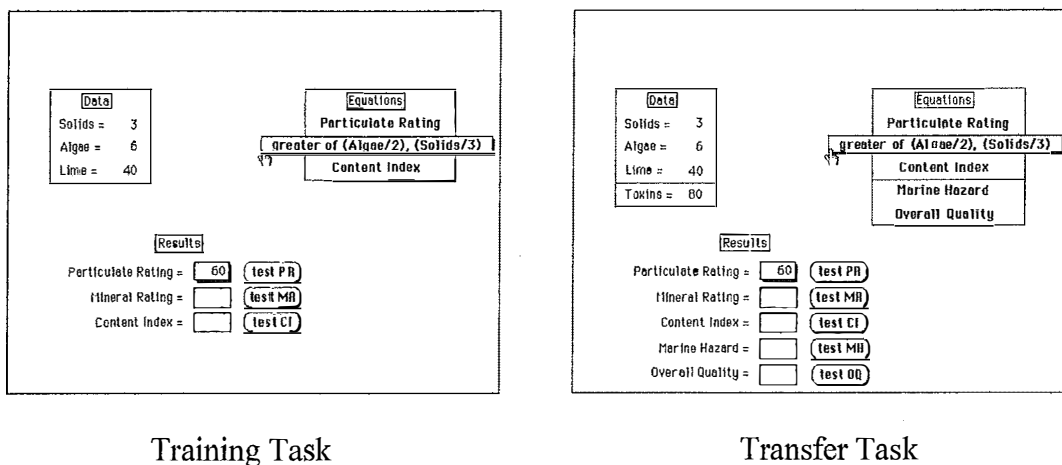 Data
Solids = 3
Algae = 6
Lime = 40
Equations
Particulate Rating
greater of (Algae/2), (Solids/3)
Content Index
Results
Particulate Rating = 60 test PR
Mineral Rating = test MR
Content Index = test CI
Training Task
Data
Solids = 3
Algae = 6
Lime = 40
Toxins = 80
Equations
Particulate Rating
greater of (Algae/2), (Solids/3)
Content Index
Marine Hazard
Overall Quality
Results
Particulate Rating = 60 test PR
Mineral Rating = test MR
Content Index = test CI
Marine Hazard = test MH
Overall Quality = test OQ
Transfer Task